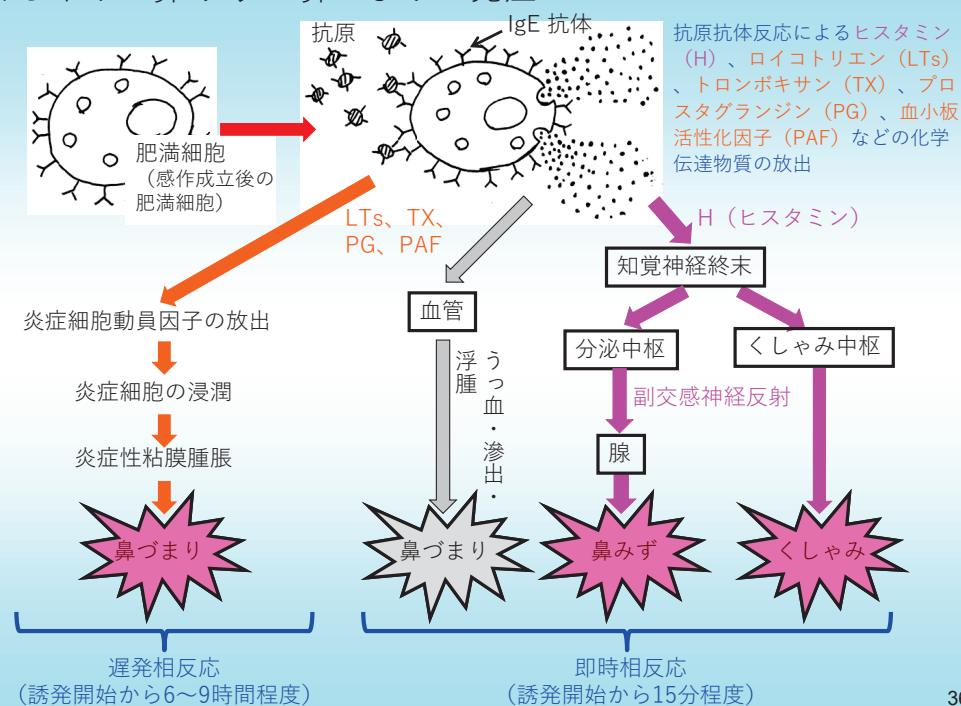 抗原
IgE 抗体
抗原抗体反応によるヒスタミン
（H）、ロイコトリエン（LTs）
、トロンボキサン（TX）、プロ
スタグランジン（PG）、血小板
活性化因子（PAF）などの化学
伝達物質の放出
肥満細胞
（感作成立後の
肥満細胞）
LTs、TX、
PG、PAF
H（ヒスタミン）
知覚神経終末
血管
炎症細胞動員因子の放出
分泌中枢
くしゃみ中枢
うっ血・滲出・
浮腫
炎症細胞の浸潤
副交感神経反射
炎症性粘膜腫脹
腺
鼻づまり
鼻づまり
鼻みず
くしゃみ
遅発相反応
（誘発開始から6～9時間程度）
即時相反応
（誘発開始から15分程度）